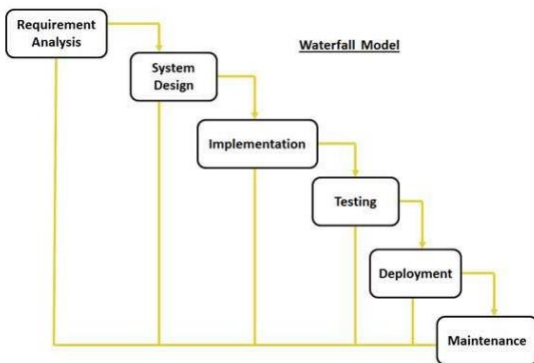 Requirement
Analysis
Waterfall Model
System
Design
Implementation
Testing
Deployment
Maintenance